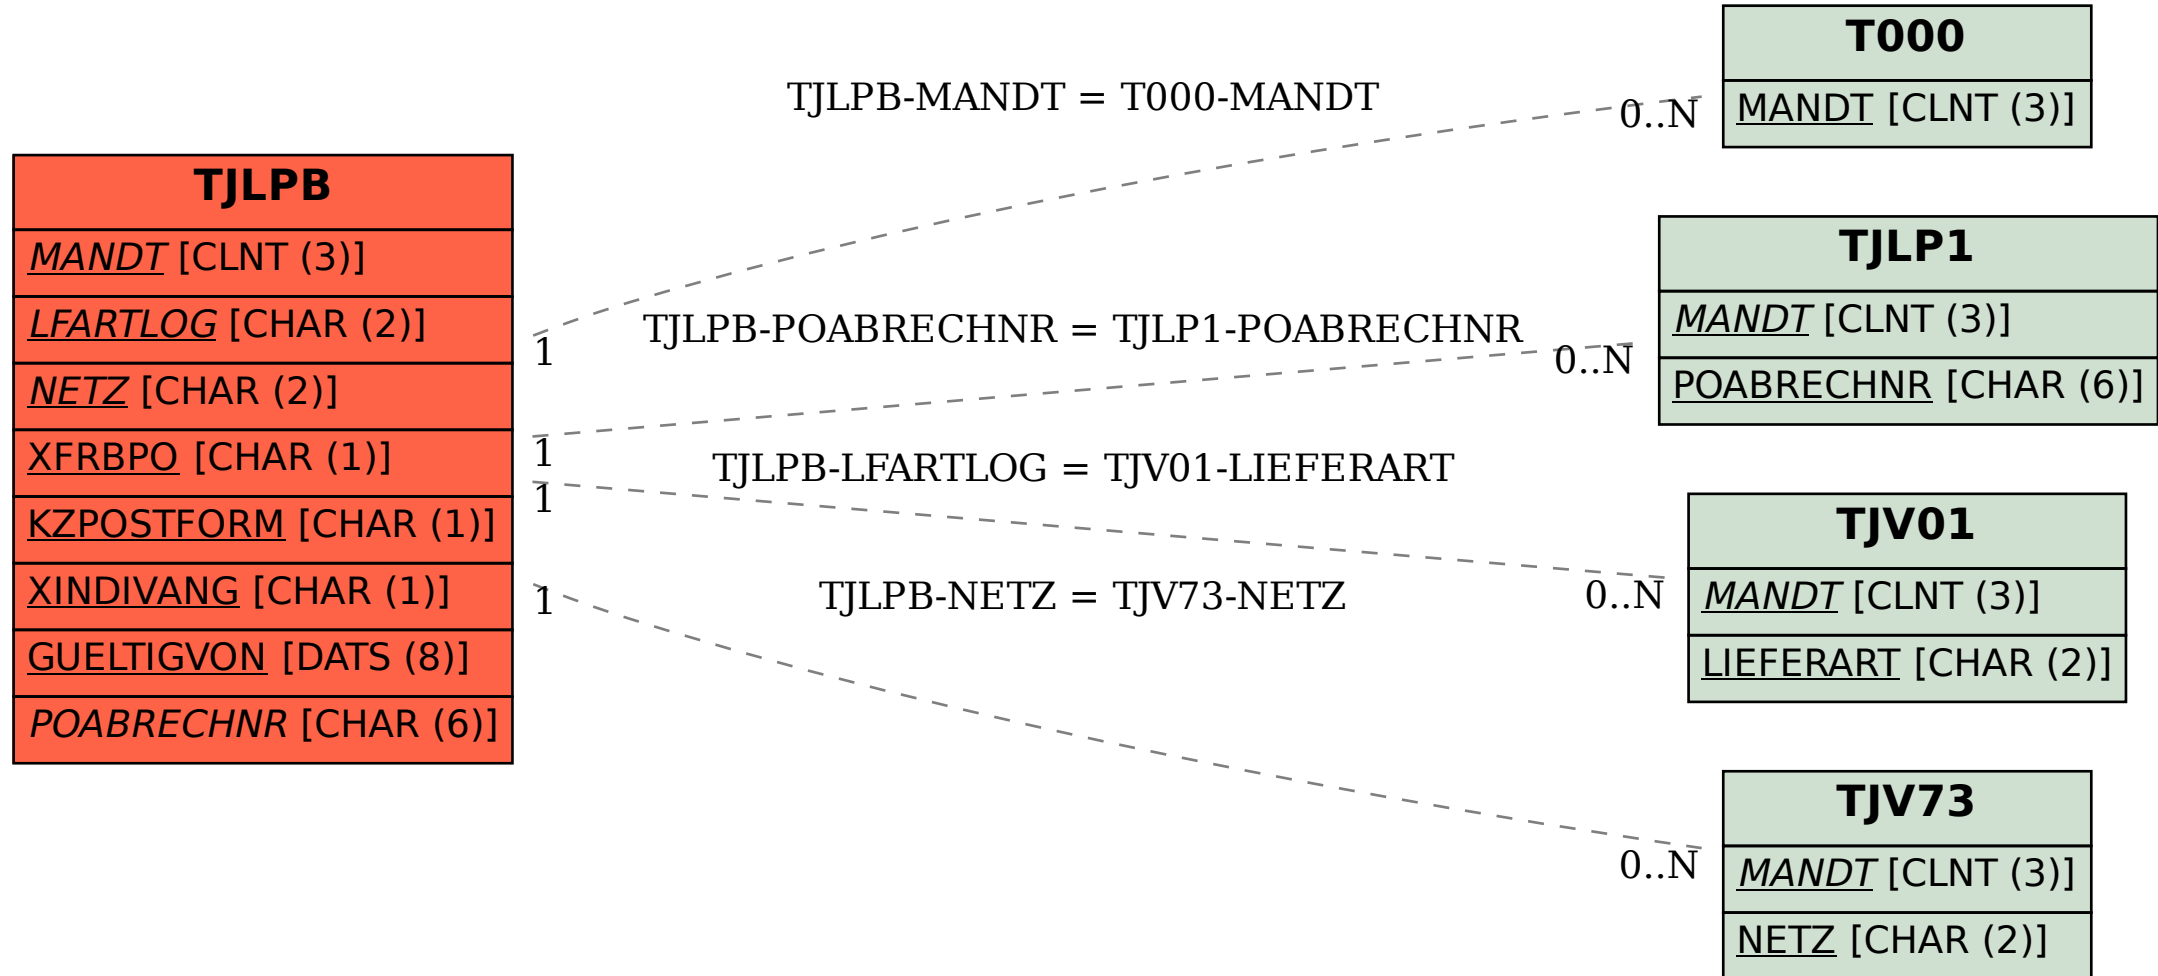 TJLPB
MANDT [CLNT (3)]
LFARTLOG [CHAR (2)]
NETZ [CHAR (2)]
XFRBPO [CHAR (1)]
KZPOSTFORM [CHAR (1)]
XINDIVANG [CHAR (1)]
GUELTIGVON [DATS (8)]
POABRECHNR [CHAR (6)]
TJLPB-MANDT = T000-MANDT
1
0..N
TJLPB-POABRECHNR = TJLP1-POABRECHNR
1
0..N
TJLPB-LFARTLOG = TJV01-LIEFERART
1
0..N
TJLPB-NETZ = TJV73-NETZ
1
0..N
T000
MANDT [CLNT (3)]
TJLP1
MANDT [CLNT (3)]
POABRECHNR [CHAR (6)]
TJV01
MANDT [CLNT (3)]
LIEFERART [CHAR (2)]
TJV73
MANDT [CLNT (3)]
NETZ [CHAR (2)]